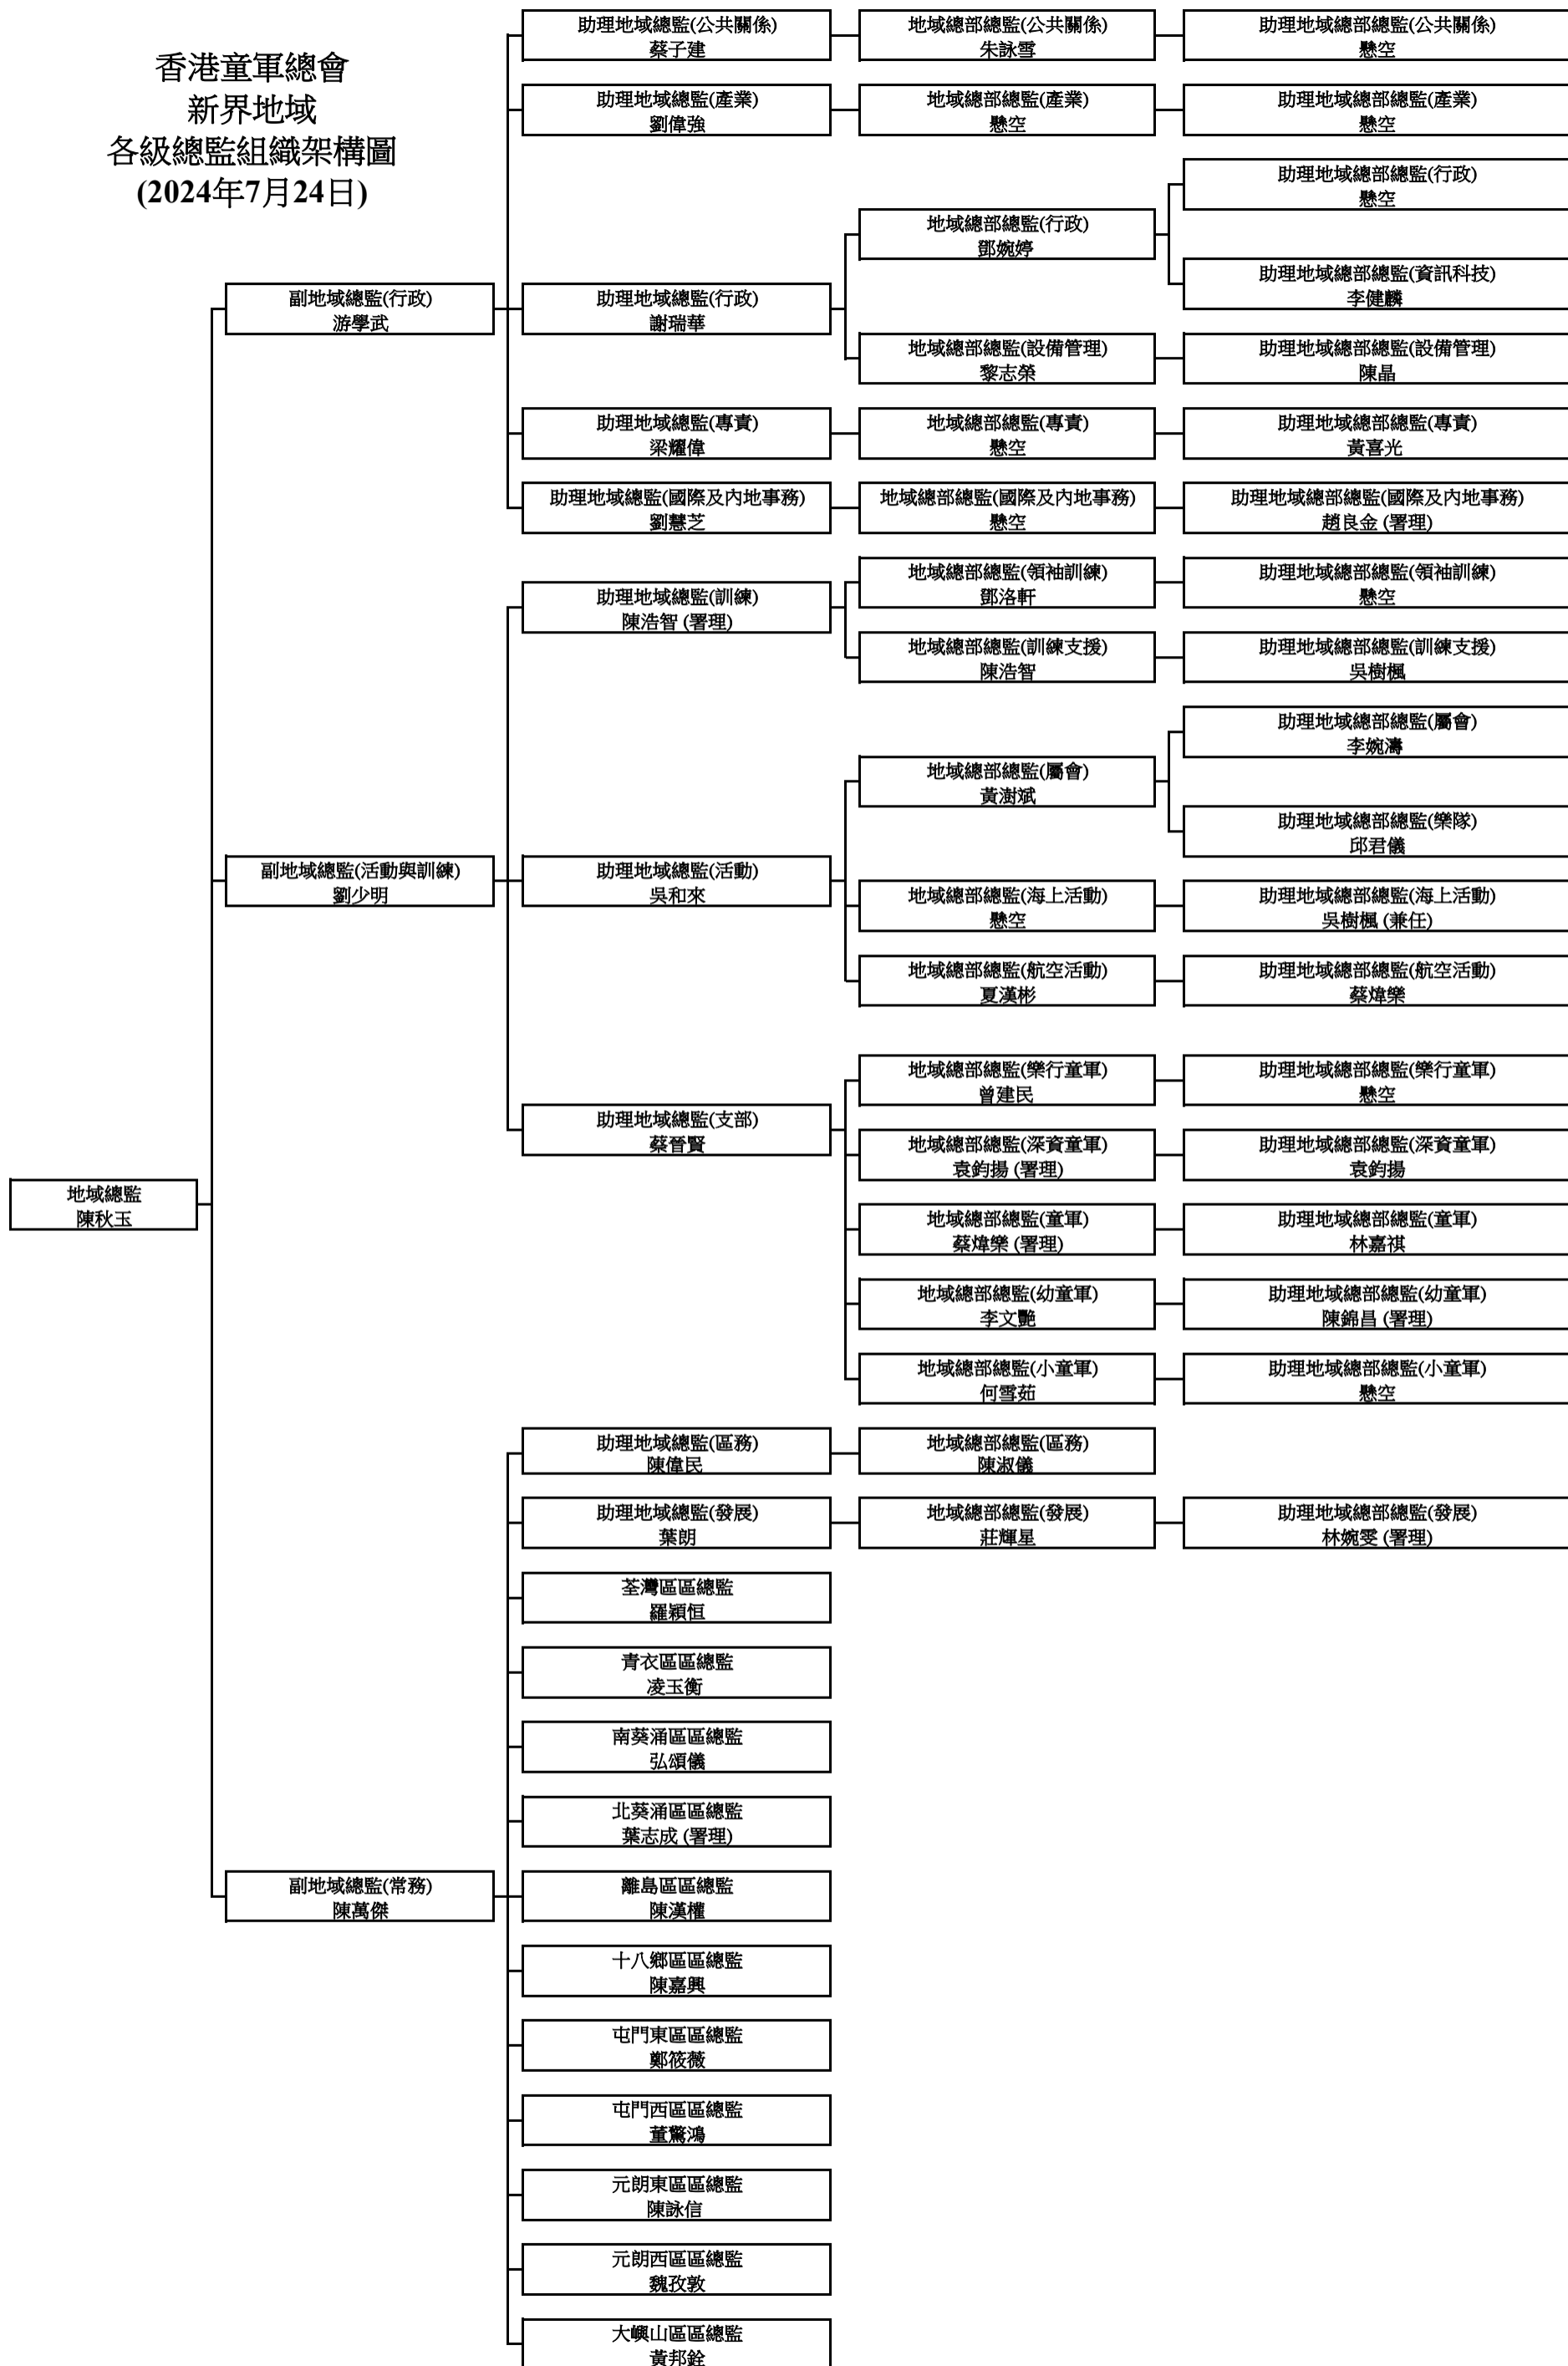 香港童軍總會
新界地域
各級總監組織架構圖
(2024年7月24日)
助理地域總監(公共關係)
蔡子建
地域總部總監(公共關係)
朱詠雪
助理地域總部總監(公共關係)
懸空
助理地域總監(產業)
劉偉強
地域總部總監(產業)
懸空
助理地域總部總監(產業)
懸空
助理地域總部總監(行政)
懸空
地域總部總監(行政)
鄧婉婷
助理地域總部總監(資訊科技)
李健麟
副地域總監(行政)
游學武
助理地域總監(行政)
謝瑞華
地域總部總監(設備管理)
黎志榮
助理地域總部總監(設備管理)
陳晶
助理地域總監(專責)
梁耀偉
地域總部總監(專責)
懸空
助理地域總部總監(專責)
黃喜光
助理地域總監(國際及內地事務)
劉慧芝
地域總部總監(國際及內地事務)
懸空
助理地域總部總監(國際及內地事務)
趙良金 (署理)
助理地域總監(訓練)
陳浩智 (署理)
地域總部總監(領袖訓練)
鄧洛軒
助理地域總部總監(領袖訓練)
懸空
地域總部總監(訓練支援)
陳浩智
助理地域總部總監(訓練支援)
吳樹楓
助理地域總部總監(屬會)
李婉濤
地域總部總監(屬會)
黃澍斌
助理地域總部總監(樂隊)
邱君儀
副地域總監(活動與訓練)
劉少明
助理地域總監(活動)
吳和來
地域總部總監(海上活動)
懸空
助理地域總部總監(海上活動)
吳樹楓 (兼任)
地域總部總監(航空活動)
夏漢彬
助理地域總部總監(航空活動)
蔡煒樂
地域總部總監(樂行童軍)
曾建民
助理地域總部總監(樂行童軍)
懸空
助理地域總監(支部)
蔡晉賢
地域總部總監(深資童軍)
袁鈞揚 (署理)
助理地域總部總監(深資童軍)
袁鈞揚
地域總監
陳秋玉
地域總部總監(童軍)
蔡煒樂 (署理)
助理地域總部總監(童軍)
林嘉祺
地域總部總監(幼童軍)
李文艷
助理地域總部總監(幼童軍)
陳錦昌 (署理)
地域總部總監(小童軍)
何雪茹
助理地域總部總監(小童軍)
懸空
助理地域總監(區務)
陳偉民
地域總部總監(區務)
陳淑儀
助理地域總監(發展)
葉朗
地域總部總監(發展)
莊輝星
助理地域總部總監(發展)
林婉雯 (署理)
荃灣區區總監
羅穎恒
青衣區區總監
凌玉衡
南葵涌區區總監
弘頌儀
北葵涌區區總監
葉志成 (署理)
副地域總監(常務)
陳萬傑
離島區區總監
陳漢權
十八鄉區區總監
陳嘉興
屯門東區區總監
鄭筱薇
屯門西區區總監
董驚鴻
元朗東區區總監
陳詠信
元朗西區區總監
魏孜敦
大嶼山區區總監
黃邦銓